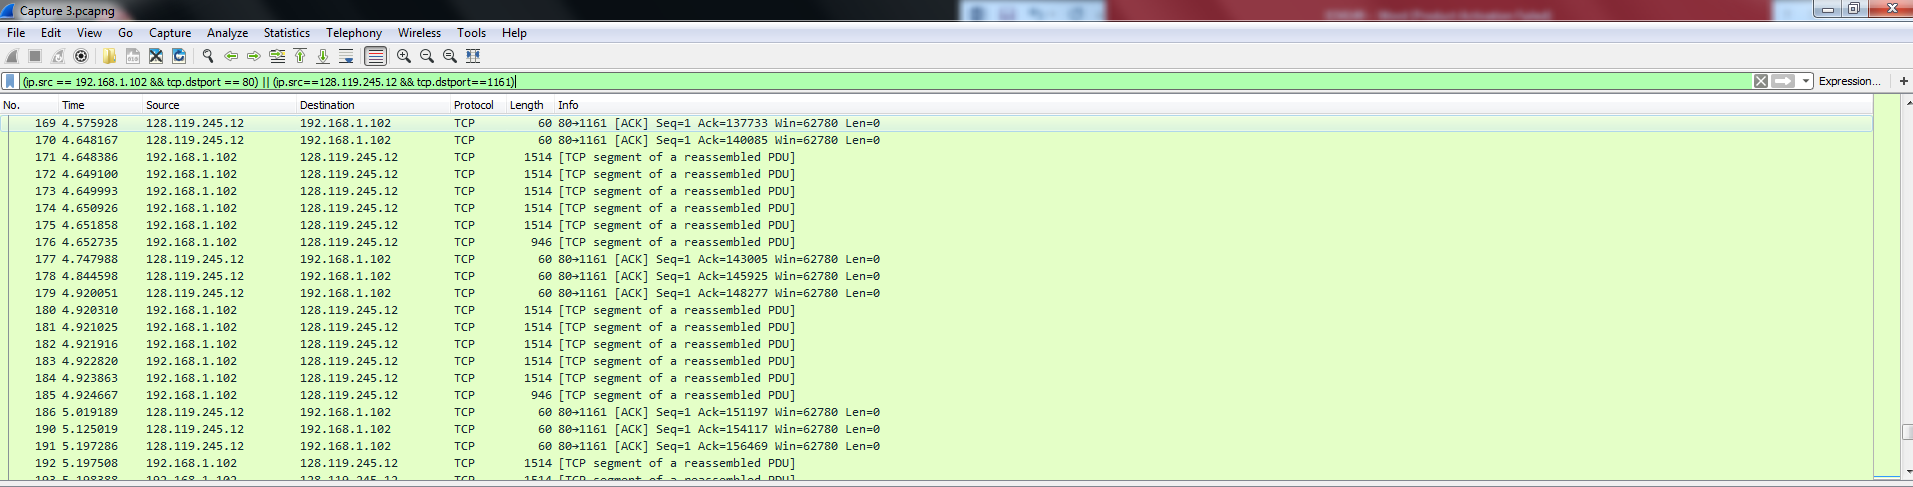 Capture 3.pcapng
File Edit View Go Capture Analyze Statistics Telephony Wireless Tools Help
(ip.src == 192.168.1.102 && tcp.dstport == 80) || (ip.src==128.119.245.12 && tcp.dstport==1161) Expression... +
No. Time Source Destination Protocol Length Info
169 4.575928 128.119.245.12 192.168.1.102 TCP 60 80→1161 [ACK] Seq=1 Ack=137733 Win=62780 Len=0
170 4.648167 128.119.245.12 192.168.1.102 TCP 60 80→1161 [ACK] Seq=1 Ack=140085 Win=62780 Len=0
171 4.648386 192.168.1.102 128.119.245.12 TCP 1514 [TCP segment of a reassembled PDU]
172 4.649100 192.168.1.102 128.119.245.12 TCP 1514 [TCP segment of a reassembled PDU]
173 4.649993 192.168.1.102 128.119.245.12 TCP 1514 [TCP segment of a reassembled PDU]
174 4.650926 192.168.1.102 128.119.245.12 TCP 1514 [TCP segment of a reassembled PDU]
175 4.651858 192.168.1.102 128.119.245.12 TCP 1514 [TCP segment of a reassembled PDU]
176 4.652735 192.168.1.102 128.119.245.12 TCP 946 [TCP segment of a reassembled PDU]
177 4.747988 128.119.245.12 192.168.1.102 TCP 60 80→1161 [ACK] Seq=1 Ack=143005 Win=62780 Len=0
178 4.844598 128.119.245.12 192.168.1.102 TCP 60 80→1161 [ACK] Seq=1 Ack=145925 Win=62780 Len=0
179 4.920051 128.119.245.12 192.168.1.102 TCP 60 80→1161 [ACK] Seq=1 Ack=148277 Win=62780 Len=0
180 4.920310 192.168.1.102 128.119.245.12 TCP 1514 [TCP segment of a reassembled PDU]
181 4.921025 192.168.1.102 128.119.245.12 TCP 1514 [TCP segment of a reassembled PDU]
182 4.921916 192.168.1.102 128.119.245.12 TCP 1514 [TCP segment of a reassembled PDU]
183 4.922820 192.168.1.102 128.119.245.12 TCP 1514 [TCP segment of a reassembled PDU]
184 4.923863 192.168.1.102 128.119.245.12 TCP 1514 [TCP segment of a reassembled PDU]
185 4.924667 192.168.1.102 128.119.245.12 TCP 946 [TCP segment of a reassembled PDU]
186 5.019189 128.119.245.12 192.168.1.102 TCP 60 80→1161 [ACK] Seq=1 Ack=151197 Win=62780 Len=0
190 5.125019 128.119.245.12 192.168.1.102 TCP 60 80→1161 [ACK] Seq=1 Ack=154117 Win=62780 Len=0
191 5.197286 128.119.245.12 192.168.1.102 TCP 60 80→1161 [ACK] Seq=1 Ack=156469 Win=62780 Len=0
192 5.197508 192.168.1.102 128.119.245.12 TCP 1514 [TCP segment of a reassembled PDU]
193 5.198388 192.168.1.102 128.119.245.12 TCP 1514 [TCP segment of a reassembled PDU]